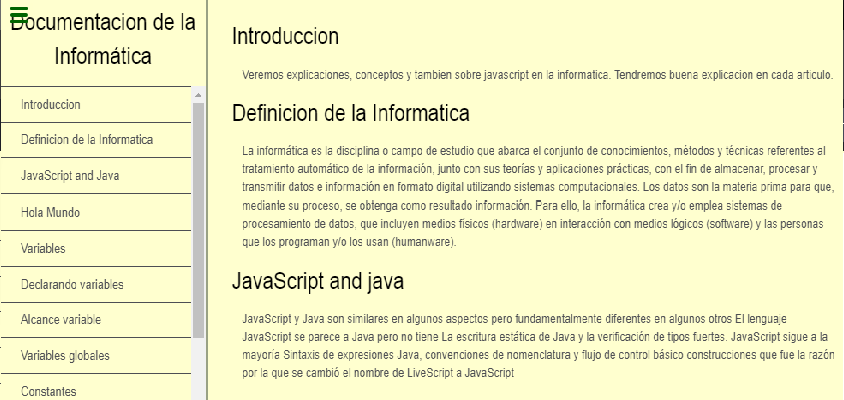 Documentacion de la
Informática
Introduccion
Definicion de la Informatica
JavaScript and Java
Hola Mundo
Variables
Declarando variables
Alcance variable
Variables globales
Constantes
Introduccion
Veremos explicaciones, conceptos y tambien sobre javascript en la informatica. Tendremos buena explicacion en cada articulo.
Definicion de la Informatica
La informática es la disciplina o campo de estudio que abarca el conjunto de conocimientos, métodos y técnicas referentes al
tratamiento automático de la información, junto con sus teorías y aplicaciones prácticas, con el fin de almacenar, procesar y
transmitir datos e información en formato digital utilizando sistemas computacionales. Los datos son la materia prima para que,
mediante su proceso, se obtenga como resultado información. Para ello, la informática crea y/o emplea sistemas de
procesamiento de datos, que incluyen medios físicos (hardware) en interacción con medios lógicos (software) y las personas
que los programan y/o los usan (humanware).
JavaScript and java
JavaScript y Java son similares en algunos aspectos pero fundamentalmente diferentes en algunos otros El lenguaje
JavaScript se parece a Java pero no tiene La escritura estática de Java y la verificación de tipos fuertes. JavaScript sigue a la
mayoría Sintaxis de expresiones Java, convenciones de nomenclatura y flujo de control básico construcciones que fue la razón
por la que se cambió el nombre de LiveScript a JavaScript